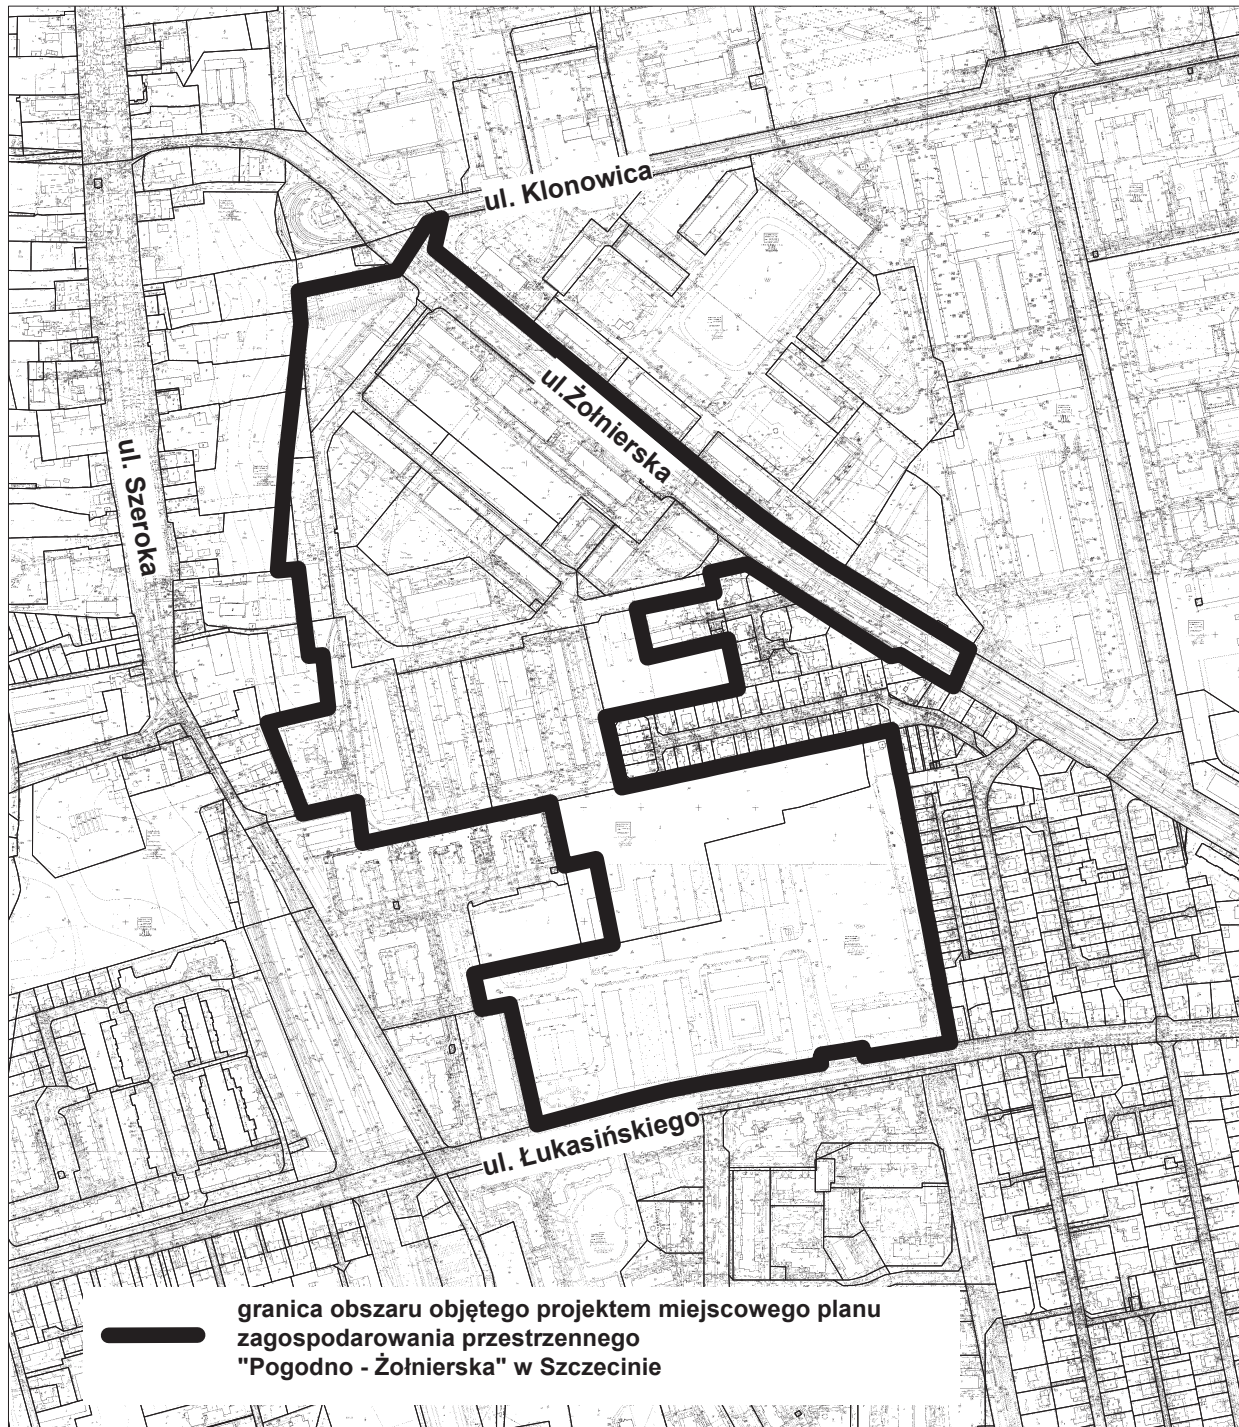 ul. Klonowica
ul.Żołnierska
ul. Szeroka
ul. Łukasińskiego
granica obszaru objętego projektem miejscowego planu
zagospodarowania przestrzennego
"Pogodno - Żołnierska" w Szczecinie